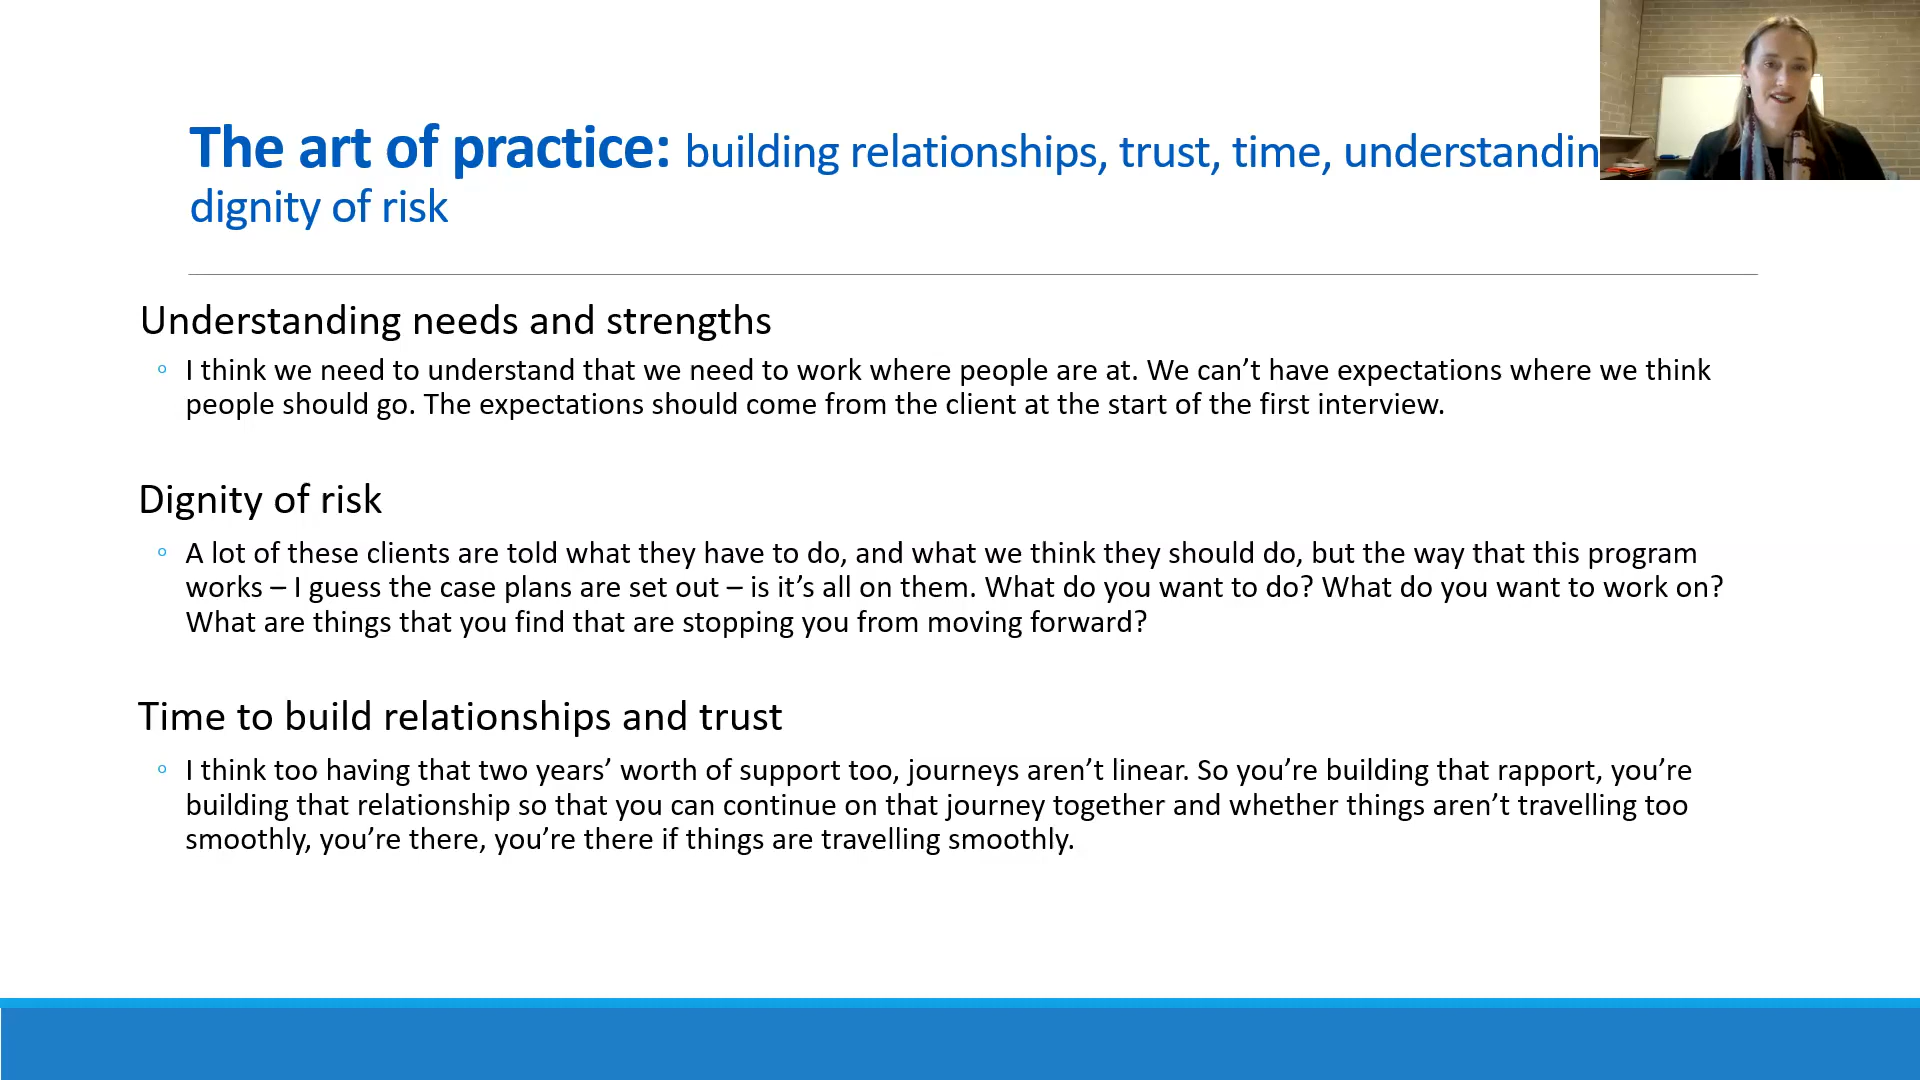 The art of practice: building relationships, trust, time, understandin
dignity of risk
Understanding needs and strengths
◦ I think we need to understand that we need to work where people are at. We can’t have expectations where we think
people should go. The expectations should come from the client at the start of the first interview.
Dignity of risk
◦ A lot of these clients are told what they have to do, and what we think they should do, but the way that this program
works – I guess the case plans are set out – is it’s all on them. What do you want to do? What do you want to work on?
What are things that you find that are stopping you from moving forward?
Time to build relationships and trust
◦ I think too having that two years’ worth of support too, journeys aren’t linear. So you’re building that rapport, you’re
building that relationship so that you can continue on that journey together and whether things aren’t travelling too
smoothly, you’re there, you’re there if things are travelling smoothly.